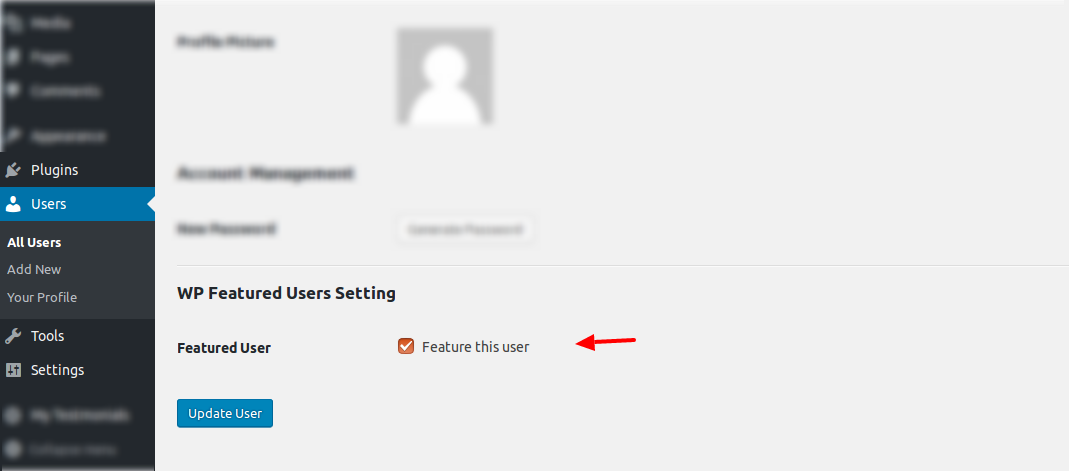 Media
Pages
Comments
Appearance
Plugins
Users
All Users
Add New
Your Profile
Tools
Settings
My Testimonials
Collapse menu
Profile Picture
Account Management
New Password
Generate Password
WP Featured Users Setting
Featured User
Feature this user
Update User